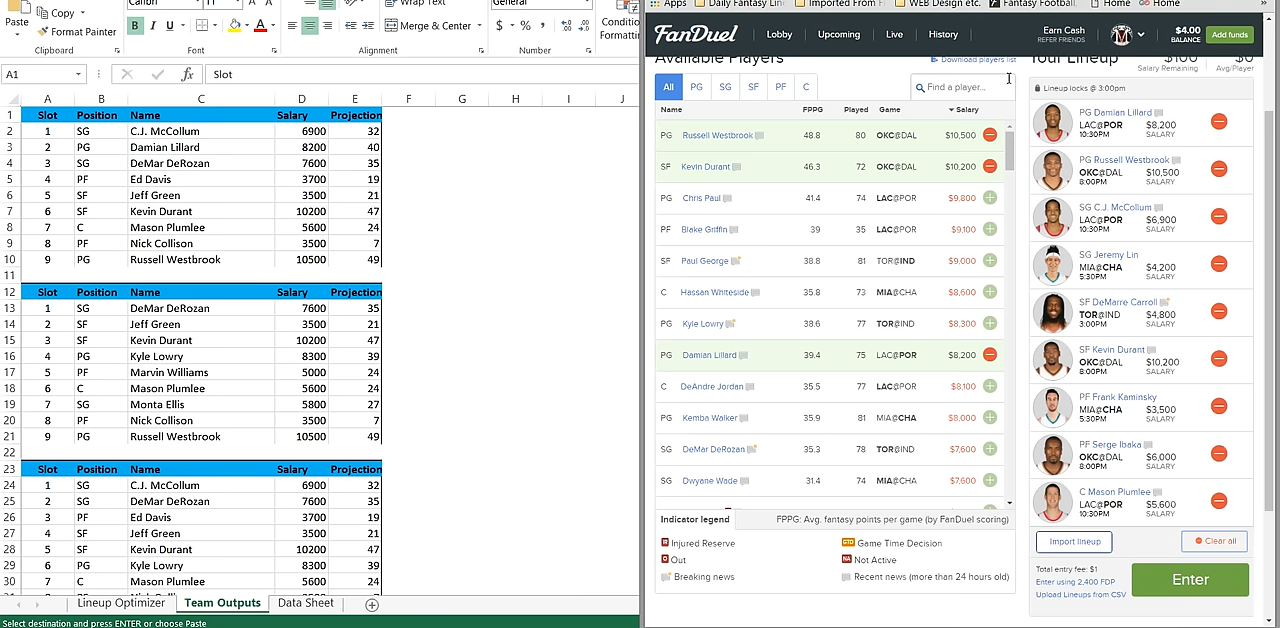 Paste
Copy
Format Painter
Clipboard
Calibri
11
B I U
Font
Wrap Text
Merge & Center
Alignment
General
$ % ,
Number
Conditio
Formattin
A1
fx
Slot
A B C D E F G H I J
1 Slot Position Name Salary Projection
2 1 SG C.J. McCollum 6900 32
3 2 PG Damian Lillard 8200 40
4 3 SG DeMar DeRozan 7600 35
5 4 PF Ed Davis 3700 19
6 5 SF Jeff Green 3500 21
7 6 SF Kevin Durant 10200 47
8 7 C Mason Plumlee 5600 24
9 8 PF Nick Collison 3500 7
10 9 PG Russell Westbrook 10500 49
11
12 Slot Position Name Salary Projection
13 1 SG DeMar DeRozan 7600 35
14 2 SF Jeff Green 3500 21
15 3 SF Kevin Durant 10200 47
16 4 PG Kyle Lowry 8300 39
17 5 PF Marvin Williams 5000 24
18 6 C Mason Plumlee 5600 24
19 7 SG Monta Ellis 5800 27
20 8 PF Nick Collison 3500 7
21 9 PG Russell Westbrook 10500 49
22
23 Slot Position Name Salary Projection
24 1 SG C.J. McCollum 6900 32
25 2 SG DeMar DeRozan 7600 35
26 3 PF Ed Davis 3700 19
27 4 PF Jeff Green 3500 21
28 5 SF Kevin Durant 10200 47
29 6 PG Kyle Lowry 8300 39
30 7 C Mason Plumlee 5600 24
Lineup Optimizer Team Outputs Data Sheet
Select destination and press ENTER or choose Paste
Apps Daily Fantasy Lin Imported From WEB Design etc. Fantasy Football Home Home
FanDuel
Lobby Upcoming Live History
Earn Cash
REFER FRIENDS
$4.00
BALANCE
Add funds
Available Players
Download players list
All PG SG SF PF C
Find a player...
Name FPPG Played Game Salary
PG Russell Westbrook 48.8 80 OKC@DAL $10,500
SF Kevin Durant 46.3 72 OKC@DAL $10,200
PG Chris Paul 41.4 74 LAC@POR $9,800
PF Blake Griffin 39 35 LAC@POR $9,100
SF Paul George 38.8 81 TOR@IND $9,000
C Hassan Whiteside 35.8 73 MIA@CHA $8,600
PG Kyle Lowry 38.6 77 TOR@IND $8,300
PG Damian Lillard 39.4 75 LAC@POR $8,200
C DeAndre Jordan 35.5 77 LAC@POR $8,100
PG Kemba Walker 35.9 81 MIA@CHA $8,000
SG DeMar DeRozan 35.3 78 TOR@IND $7,600
SG Dwyane Wade 31.4 74 MIA@CHA $7,600
Indicator legend
FPPG: Avg. fantasy points per game (by FanDuel scoring)
Injured Reserve
GTD Game Time Decision
O Out
NA Not Active
Breaking news
Recent news (more than 24 hours old)
Your Lineup
$100
Salary Remaining
$0
Avg/Player
Lineup locks @ 3:00pm
PG Damian Lillard
LAC@POR $8,200
10:30PM SALARY
PG Russell Westbrook
OKC@DAL $10,500
8:00PM SALARY
SG C.J. McCollum
LAC@POR $6,900
10:30PM SALARY
SG Jeremy Lin
MIA@CHA $4,200
5:30PM SALARY
SF DeMarre Carroll
TOR@IND $4,800
3:00PM SALARY
SF Kevin Durant
OKC@DAL $10,200
8:00PM SALARY
PF Frank Kaminsky
MIA@CHA $3,500
5:30PM SALARY
PF Serge Ibaka
OKC@DAL $6,000
8:00PM SALARY
C Mason Plumlee
LAC@POR $5,600
10:30PM SALARY
Import lineup
Clear all
Total entry fee: $1
Enter using 2,400 FDP
Upload Lineups from CSV
Enter